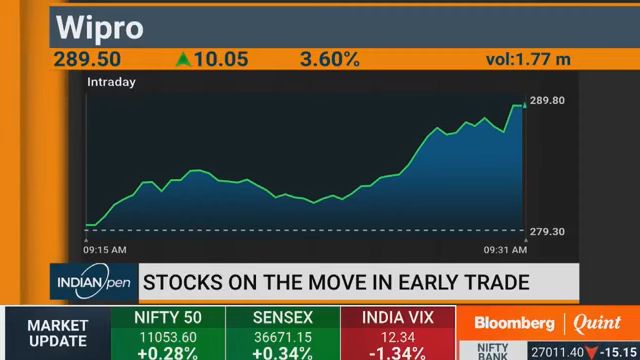 Wipro
289.50 ▲10.05 3.60% vol:1.77 m
Intraday
289.80
279.30
09:15 AM 09:31 AM
INDIAN Open
STOCKS ON THE MOVE IN EARLY TRADE
MARKET UPDATE
NIFTY 50
11053.60
+0.28%
SENSEX
36671.15
+0.34%
INDIA VIX
12.34
-1.34%
Bloomberg | Quint
NIFTY BANK
27011.40 ▼-15.15